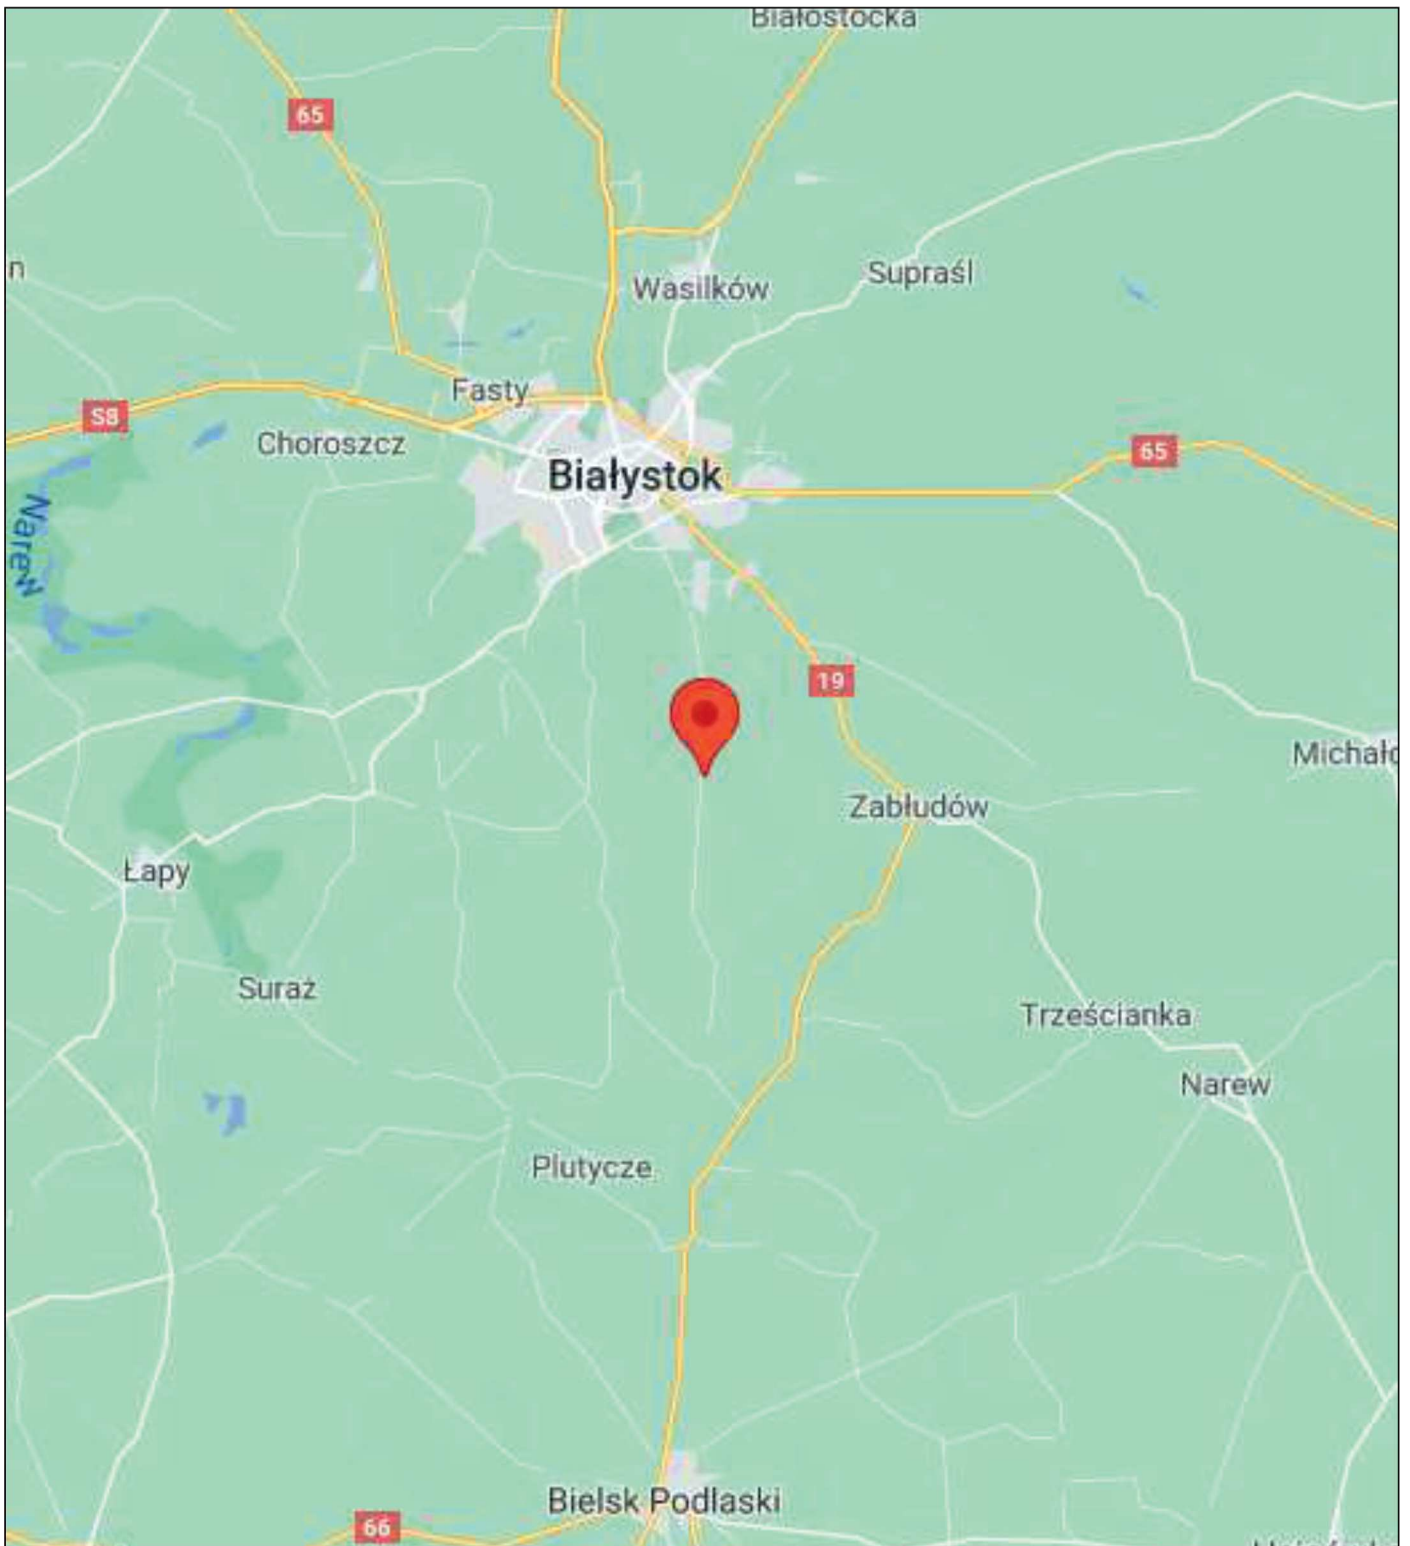 Białostocka
65
n
Wasilków
Supraśl
Fasty
S8
Choroszcz
65
Białystok
Narew
19
Michało
Zabłudów
Łapy
Suraż
Trześcianka
Narew
Plutycze
Bielsk Podlaski
66